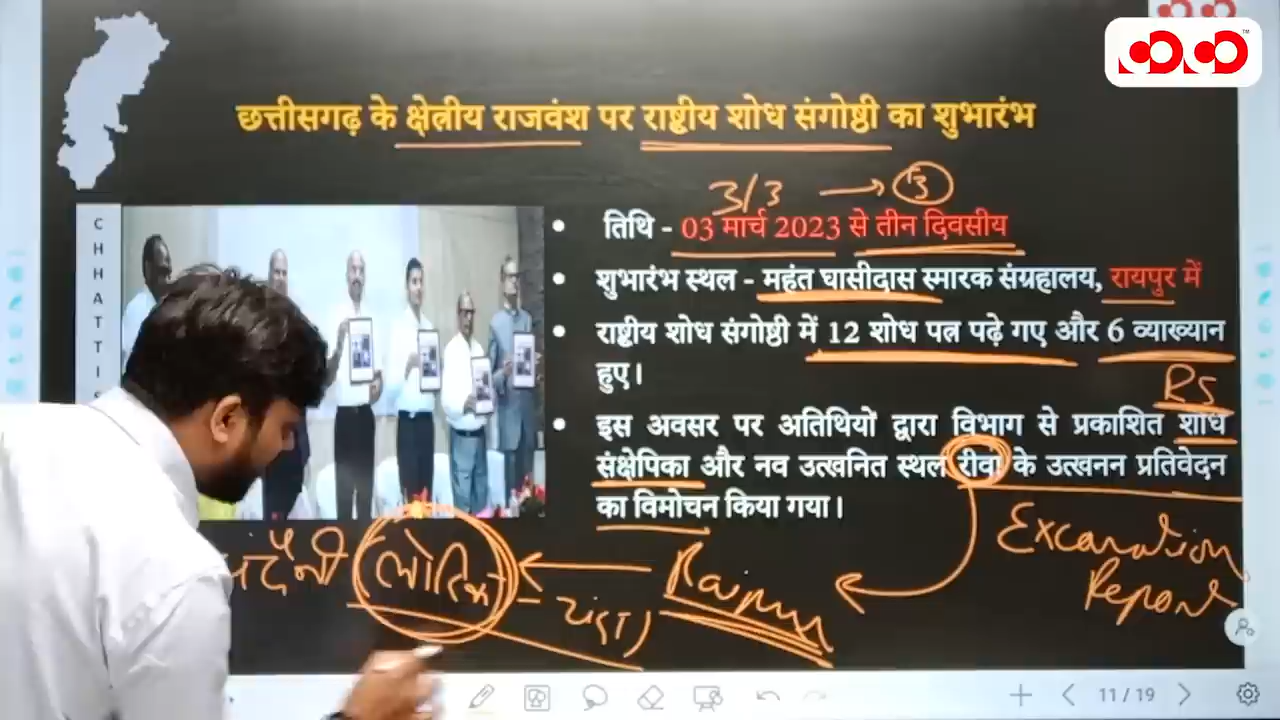 छत्तीसगढ़ के क्षेत्रीय राजवंश पर राष्ट्रीय शोध संगोष्ठी का शुभारंभ
3/3 → 3
• तिथि - 03 मार्च 2023 से तीन दिवसीय
• शुभारंभ स्थल - महंत घासीदास स्मारक संग्रहालय, रायपुर में
• राष्ट्रीय शोध संगोष्ठी में 12 शोध पत्र पढ़े गए और 6 व्याख्यान
हुए।
RS
• इस अवसर पर अतिथियों द्वारा विभाग से प्रकाशित शोध
संक्षेपिका और नव उत्खनित स्थल रीवां के उत्खनन प्रतिवेदन
का विमोचन किया गया।
CHHATTIS
Excavation
Report
Raipur
11 / 19